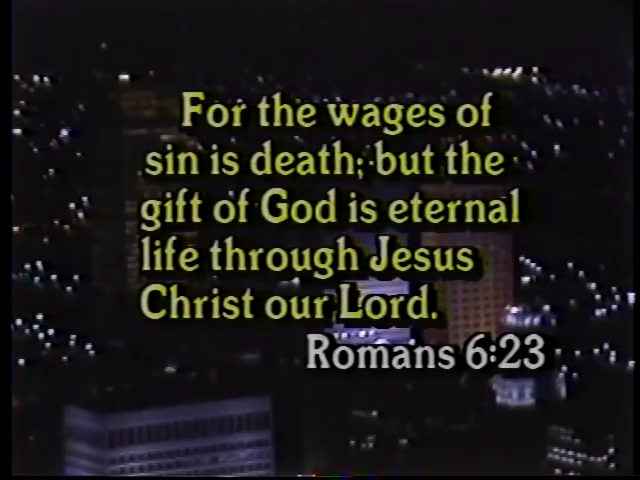 For the wages of
sin is death; but the
gift of God is eternal
life through Jesus
Christ our Lord.
Romans 6:23